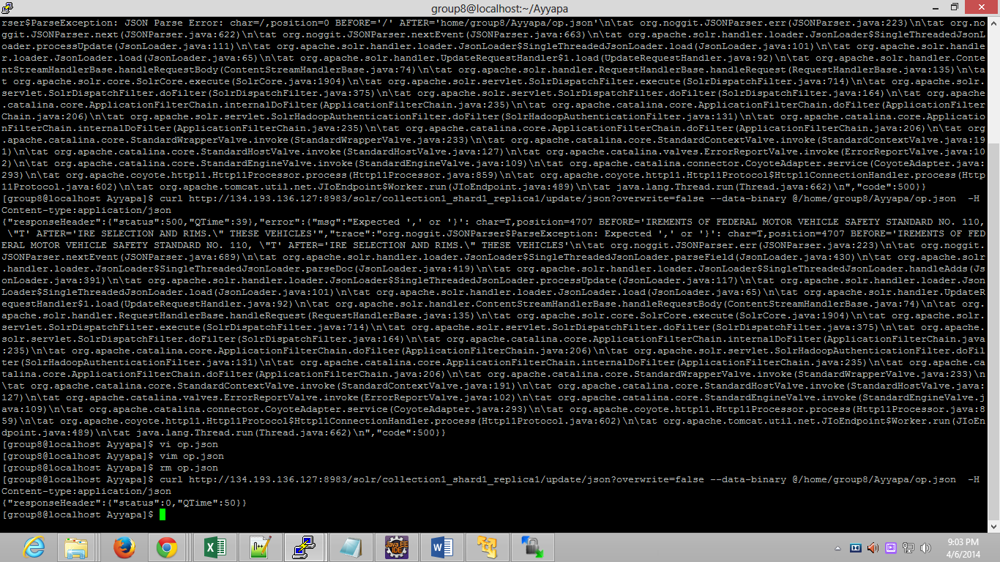 group8@localhost:~/Ayyapa
rser$ParseException: JSON Parse Error: char=/,position=0 BEFORE='/' AFTER='home/group8/Ayyapa/op.json'\n\tat org.noggit.JSONParser.err(JSONParser.java:223)\n\tat org.no
ggit.JSONParser.next(JSONParser.java:622)\n\tat org.noggit.JSONParser.nextEvent(JSONParser.java:663)\n\tat org.apache.solr.handler.loader.JsonLoader$SingleThreadedJsonL
oader.processUpdate(JsonLoader.java:111)\n\tat org.apache.solr.handler.loader.JsonLoader$SingleThreadedJsonLoader.load(JsonLoader.java:101)\n\tat org.apache.solr.handle
r.loader.JsonLoader.load(JsonLoader.java:65)\n\tat org.apache.solr.handler.UpdateRequestHandler$1.load(UpdateRequestHandler.java:92)\n\tat org.apache.solr.handler.Conte
ntStreamHandlerBase.handleRequestBody(ContentStreamHandlerBase.java:74)\n\tat org.apache.solr.handler.RequestHandlerBase.handleRequest(RequestHandlerBase.java:135)\n\ta
t org.apache.solr.core.SolrCore.execute(SolrCore.java:1904)\n\tat org.apache.solr.servlet.SolrDispatchFilter.execute(SolrDispatchFilter.java:714)\n\tat org.apache.solr.
servlet.SolrDispatchFilter.doFilter(SolrDispatchFilter.java:375)\n\tat org.apache.solr.servlet.SolrDispatchFilter.doFilter(SolrDispatchFilter.java:164)\n\tat org.apache
.catalina.core.ApplicationFilterChain.internalDoFilter(ApplicationFilterChain.java:235)\n\tat org.apache.catalina.core.ApplicationFilterChain.doFilter(ApplicationFilter
Chain.java:206)\n\tat org.apache.solr.servlet.SolrHadoopAuthenticationFilter.doFilter(SolrHadoopAuthenticationFilter.java:131)\n\tat org.apache.catalina.core.Applicatio
nFilterChain.internalDoFilter(ApplicationFilterChain.java:235)\n\tat org.apache.catalina.core.ApplicationFilterChain.doFilter(ApplicationFilterChain.java:206)\n\tat org
.apache.catalina.core.StandardWrapperValve.invoke(StandardWrapperValve.java:233)\n\tat org.apache.catalina.core.StandardContextValve.invoke(StandardContextValve.java:19
1)\n\tat org.apache.catalina.core.StandardHostValve.invoke(StandardHostValve.java:127)\n\tat org.apache.catalina.valves.ErrorReportValve.invoke(ErrorReportValve.java:10
2)\n\tat org.apache.catalina.core.StandardEngineValve.invoke(StandardEngineValve.java:109)\n\tat org.apache.catalina.connector.CoyoteAdapter.service(CoyoteAdapter.java:
293)\n\tat org.apache.coyote.http11.Http11Processor.process(Http11Processor.java:859)\n\tat org.apache.coyote.http11.Http11Protocol$Http11ConnectionHandler.process(Http
11Protocol.java:602)\n\tat org.apache.tomcat.util.net.JIoEndpoint$Worker.run(JIoEndpoint.java:489)\n\tat java.lang.Thread.run(Thread.java:662)\n","code":500}}
[group8@localhost Ayyapa]$ curl http://134.193.136.127:8983/solr/collection1_shard1_replica1/update/json?overwrite=false --data-binary @/home/group8/Ayyapa/op.json  -H
Content-type:application/json
{"responseHeader":{"status":500,"QTime":39},"error":{"msg":"Expected ',' or '}': char=T,position=4707 BEFORE='IREMENTS OF FEDERAL MOTOR VEHICLE SAFETY STANDARD NO. 110,
 \"T' AFTER='IRE SELECTION AND RIMS.\" THESE VEHICLES'","trace":"org.noggit.JSONParser$ParseException: Expected ',' or '}': char=T,position=4707 BEFORE='IREMENTS OF FED
ERAL MOTOR VEHICLE SAFETY STANDARD NO. 110, \"T' AFTER='IRE SELECTION AND RIMS.\" THESE VEHICLES'\n\tat org.noggit.JSONParser.err(JSONParser.java:223)\n\tat org.noggit.
JSONParser.nextEvent(JSONParser.java:689)\n\tat org.apache.solr.handler.loader.JsonLoader$SingleThreadedJsonLoader.parseField(JsonLoader.java:430)\n\tat org.apache.solr
.handler.loader.JsonLoader$SingleThreadedJsonLoader.parseDoc(JsonLoader.java:419)\n\tat org.apache.solr.handler.loader.JsonLoader$SingleThreadedJsonLoader.handleAdds(Js
onLoader.java:391)\n\tat org.apache.solr.handler.loader.JsonLoader$SingleThreadedJsonLoader.processUpdate(JsonLoader.java:117)\n\tat org.apache.solr.handler.loader.Json
Loader$SingleThreadedJsonLoader.load(JsonLoader.java:101)\n\tat org.apache.solr.handler.loader.JsonLoader.load(JsonLoader.java:65)\n\tat org.apache.solr.handler.UpdateR
equestHandler$1.load(UpdateRequestHandler.java:92)\n\tat org.apache.solr.handler.ContentStreamHandlerBase.handleRequestBody(ContentStreamHandlerBase.java:74)\n\tat org.
apache.solr.handler.RequestHandlerBase.handleRequest(RequestHandlerBase.java:135)\n\tat org.apache.solr.core.SolrCore.execute(SolrCore.java:1904)\n\tat org.apache.solr.
servlet.SolrDispatchFilter.execute(SolrDispatchFilter.java:714)\n\tat org.apache.solr.servlet.SolrDispatchFilter.doFilter(SolrDispatchFilter.java:375)\n\tat org.apache.
solr.servlet.SolrDispatchFilter.doFilter(SolrDispatchFilter.java:164)\n\tat org.apache.catalina.core.ApplicationFilterChain.internalDoFilter(ApplicationFilterChain.java
:235)\n\tat org.apache.catalina.core.ApplicationFilterChain.doFilter(ApplicationFilterChain.java:206)\n\tat org.apache.solr.servlet.SolrHadoopAuthenticationFilter.doFil
ter(SolrHadoopAuthenticationFilter.java:131)\n\tat org.apache.catalina.core.ApplicationFilterChain.internalDoFilter(ApplicationFilterChain.java:235)\n\tat org.apache.ca
talina.core.ApplicationFilterChain.doFilter(ApplicationFilterChain.java:206)\n\tat org.apache.catalina.core.StandardWrapperValve.invoke(StandardWrapperValve.java:233)\n
\tat org.apache.catalina.core.StandardContextValve.invoke(StandardContextValve.java:191)\n\tat org.apache.catalina.core.StandardHostValve.invoke(StandardHostValve.java:
127)\n\tat org.apache.catalina.valves.ErrorReportValve.invoke(ErrorReportValve.java:102)\n\tat org.apache.catalina.core.StandardEngineValve.invoke(StandardEngineValve.j
ava:109)\n\tat org.apache.catalina.connector.CoyoteAdapter.service(CoyoteAdapter.java:293)\n\tat org.apache.coyote.http11.Http11Processor.process(Http11Processor.java:8
59)\n\tat org.apache.coyote.http11.Http11Protocol$Http11ConnectionHandler.process(Http11Protocol.java:602)\n\tat org.apache.tomcat.util.net.JIoEndpoint$Worker.run(JIoEn
dpoint.java:489)\n\tat java.lang.Thread.run(Thread.java:662)\n","code":500}}
[group8@localhost Ayyapa]$ vi op.json
[group8@localhost Ayyapa]$ vim op.json
[group8@localhost Ayyapa]$ rm op.json
[group8@localhost Ayyapa]$ curl http://134.193.136.127:8983/solr/collection1_shard1_replica1/update/json?overwrite=false --data-binary @/home/group8/Ayyapa/op.json  -H
Content-type:application/json
{"responseHeader":{"status":0,"QTime":50}}
[group8@localhost Ayyapa]$
Java EE
IDE
9:03 PM
4/6/2014